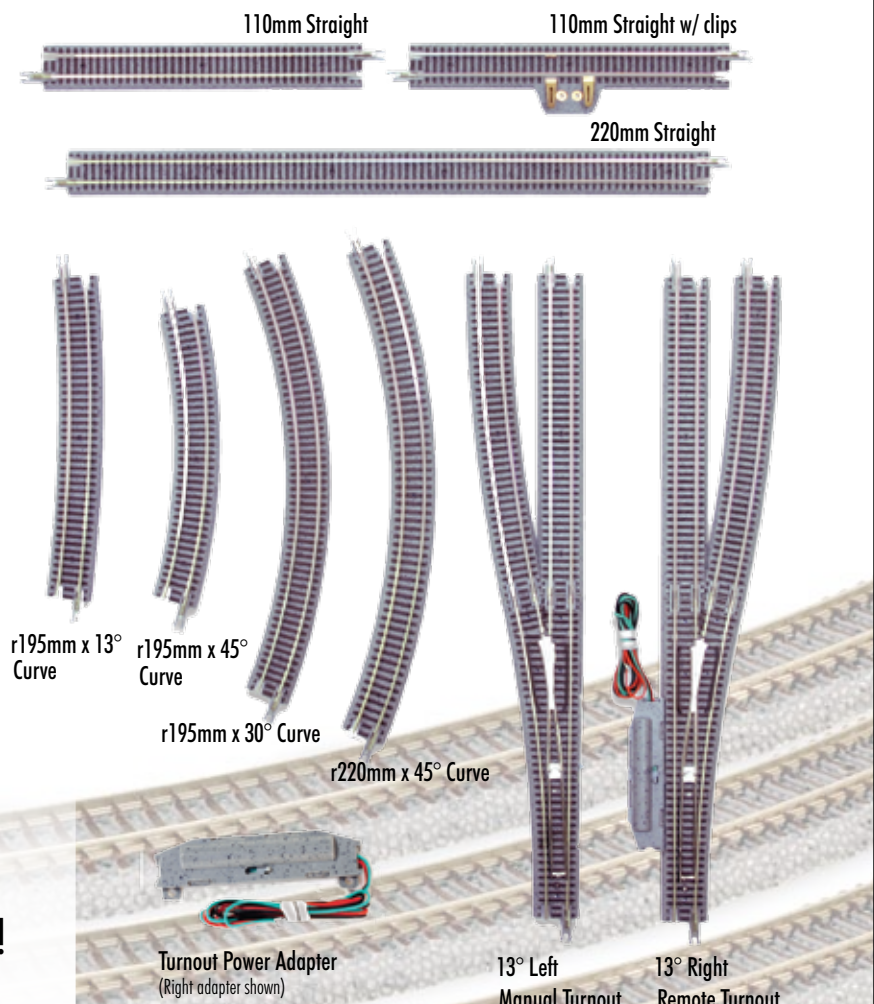 110mm Straight
110mm Straight w/ clips
220mm Straight
r195mm x 13°
Curve
r195mm x 45°
Curve
r195mm x 30° Curve
r220mm x 45° Curve
Turnout Power Adapter
(Right adapter shown)
13° Left
Manual Turnout
13° Right
Remote Turnout
!